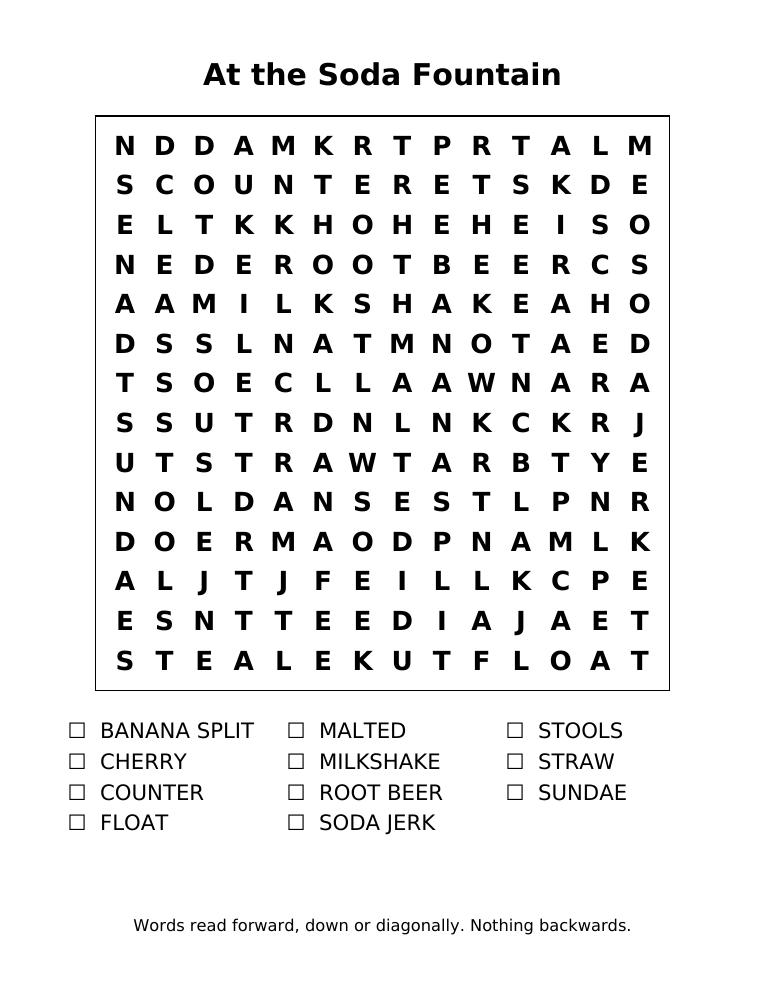 At the Soda Fountain
N D D A M K R T P R T A L M
S C O U N T E R E T S K D E
E L T K K H O H E H E I S O
N E D E R O O T B E E R C S
A A M I L K S H A K E A H O
D S S L N A T M N O T A E D
T S O E C L L A A W N A R A
S S U T R D N L N K C K R J
U T S T R A W T A R B T Y E
N O L D A N S E S T L P N R
D O E R M A O D P N A M L K
A L J T J F E I L L K C P E
E S N T T E E D I A J A E T
S T E A L E K U T F L O A T
☐ BANANA SPLIT ☐ MALTED ☐ STOOLS
☐ CHERRY ☐ MILKSHAKE ☐ STRAW
☐ COUNTER ☐ ROOT BEER ☐ SUNDAE
☐ FLOAT ☐ SODA JERK
Words read forward, down or diagonally. Nothing backwards.